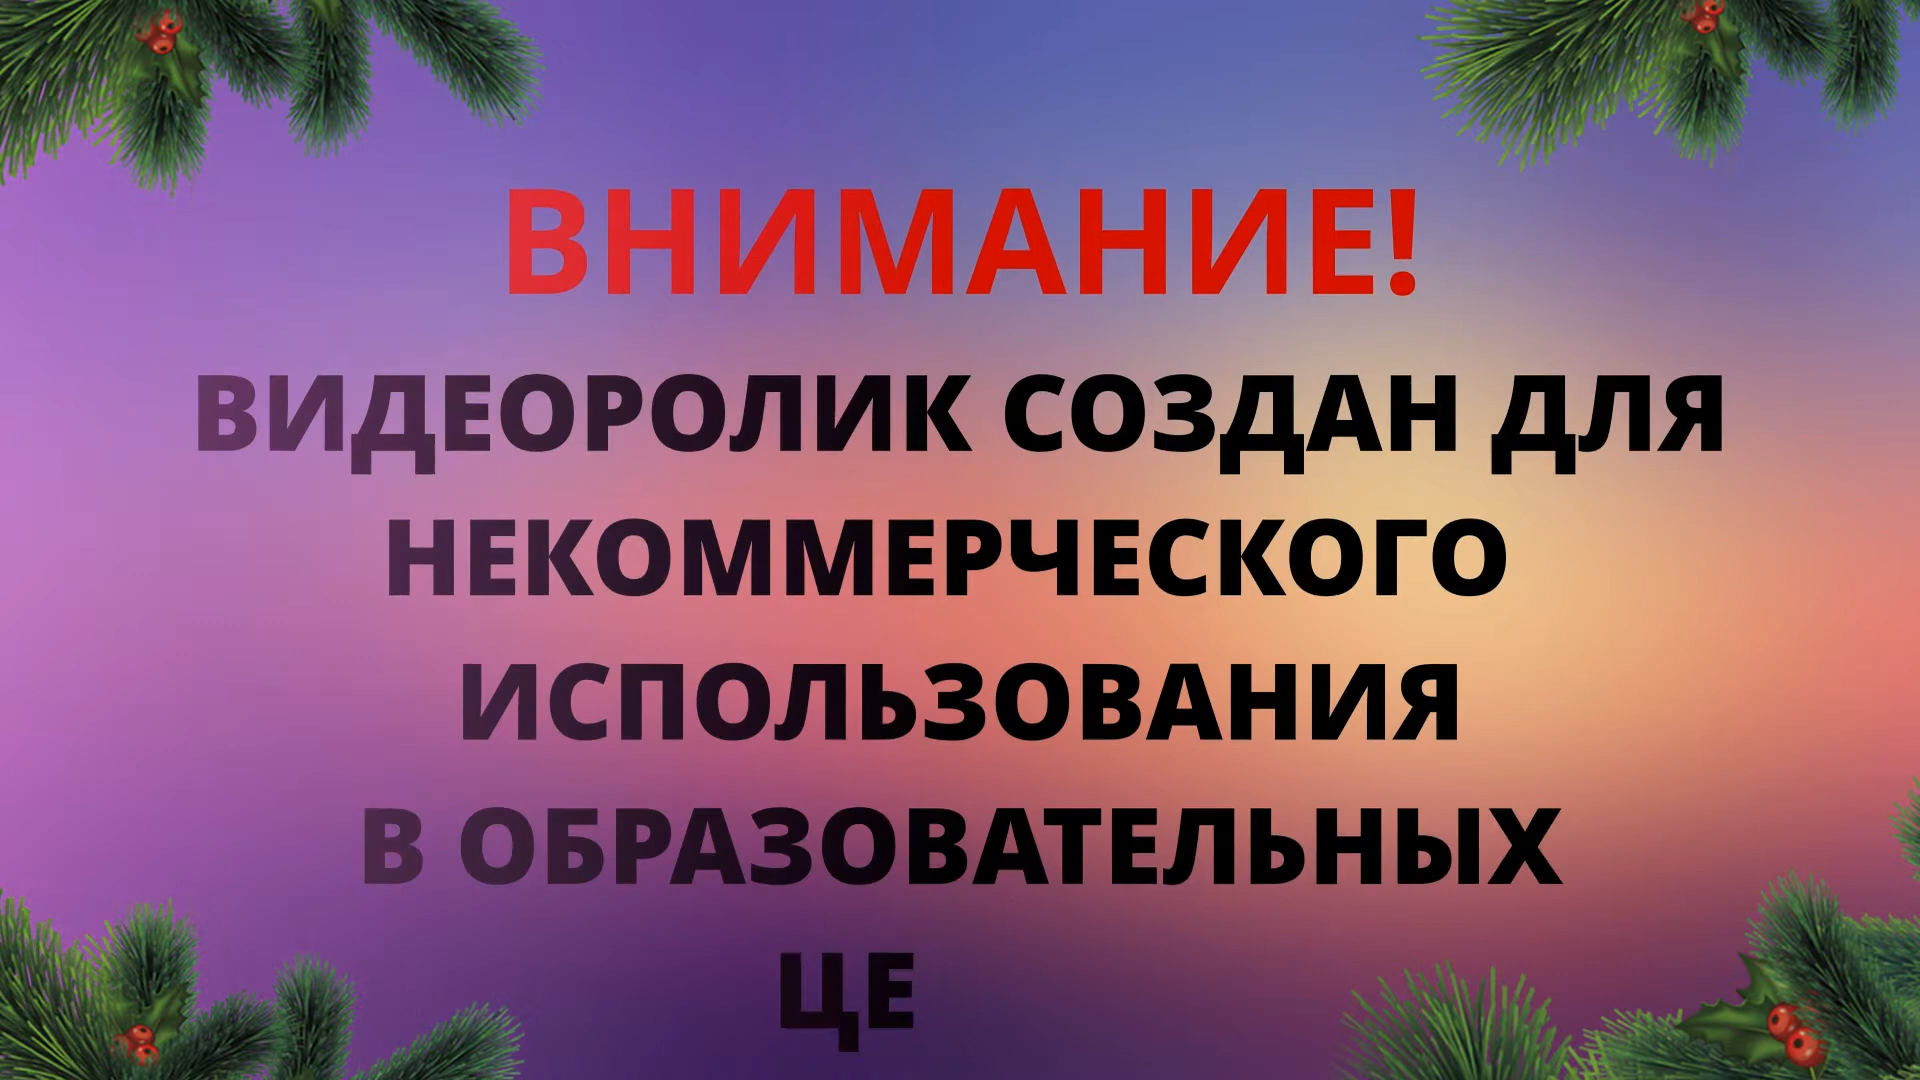 ВНИМАНИЕ!
ВИДЕОРОЛИК СОЗДАН ДЛЯ
НЕКОММЕРЧЕСКОГО
ИСПОЛЬЗОВАНИЯ
В ОБРАЗОВАТЕЛЬНЫХ
ЦЕ